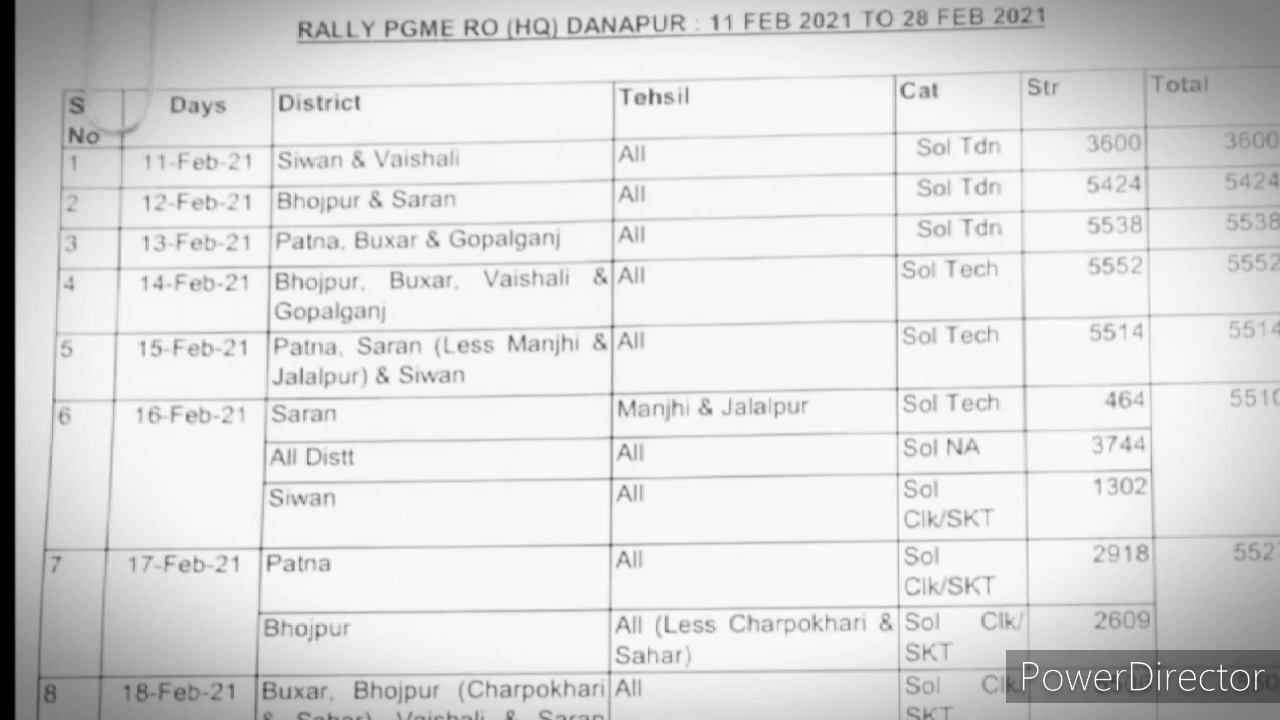 RALLY PGME RO (HQ) DANAPUR : 11 FEB 2021 TO 28 FEB 2021
S No Days District Tehsil Cat Str Total
1 11-Feb-21 Siwan & Vaishali All Sol Tdn 3600 3600
2 12-Feb-21 Bhojpur & Saran All Sol Tdn 5424 5424
3 13-Feb-21 Patna, Buxar & Gopalganj All Sol Tdn 5538 5538
4 14-Feb-21 Bhojpur, Buxar, Vaishali & All Sol Tech 5552 5552
Gopalganj
5 15-Feb-21 Patna, Saran (Less Manjhi & All Sol Tech 5514 5514
Jalalpur) & Siwan
6 16-Feb-21 Saran Manjhi & Jalalpur Sol Tech 464 5510
All Distt All Sol NA 3744
Siwan All Sol 1302
Clk/SKT
7 17-Feb-21 Patna All Sol 2918 552
Clk/SKT
Bhojpur All (Less Charpokhari & Sol Clk/ 2609
Sahar) SKT
8 18-Feb-21 Buxar, Bhojpur (Charpokhari All Sol Clk/
& Sahar), Vaishali & Saran SKT
PowerDirector